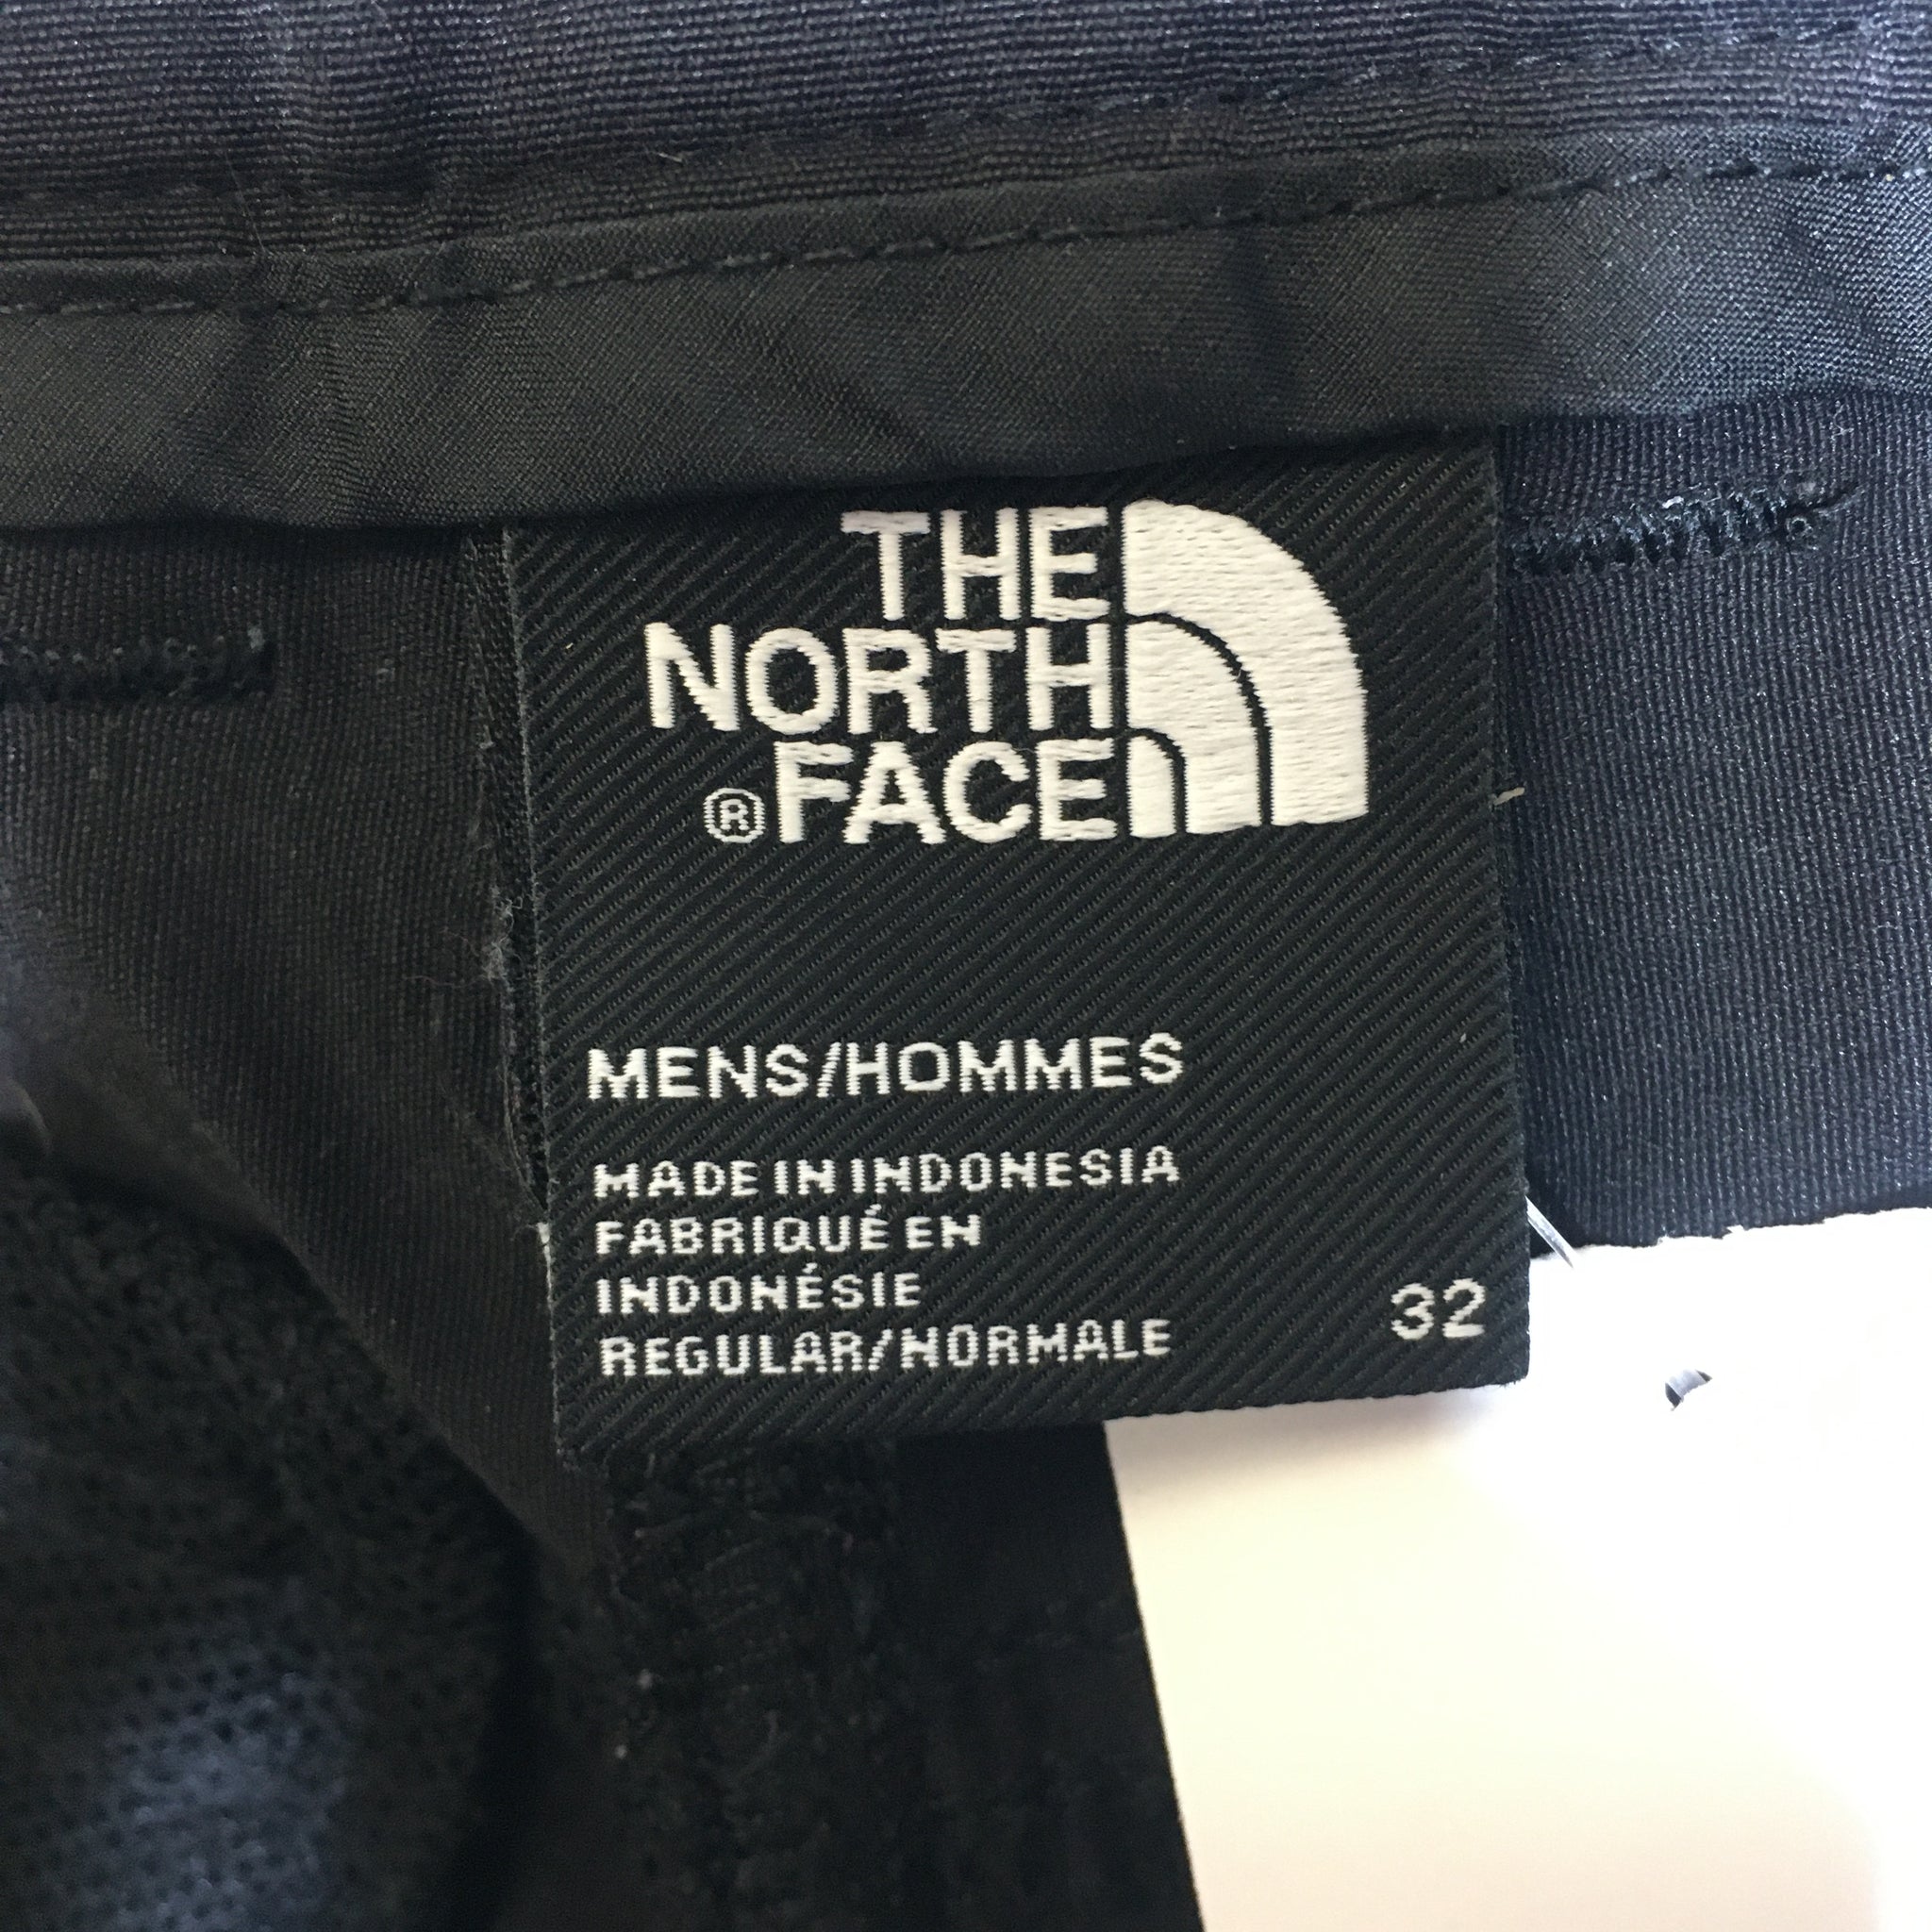 THE
NORTH
®FACE
MENS/HOMMES
MADE IN INDONESIA
FABRIQUÉ EN
INDONÉSIE
REGULAR/NORMALE
32